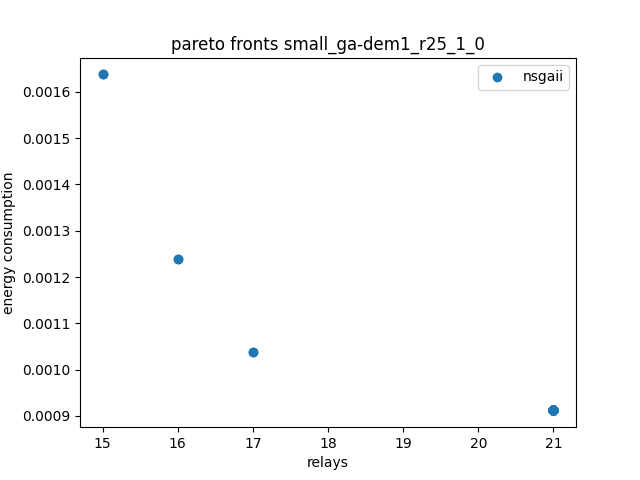 pareto fronts small_ga-dem1_r25_1_0
nsgaii
0.0016
0.0015
0.0014
0.0013
0.0012
0.0011
0.0010
0.0009
energy consumption
15 16 17 18 19 20 21
relays